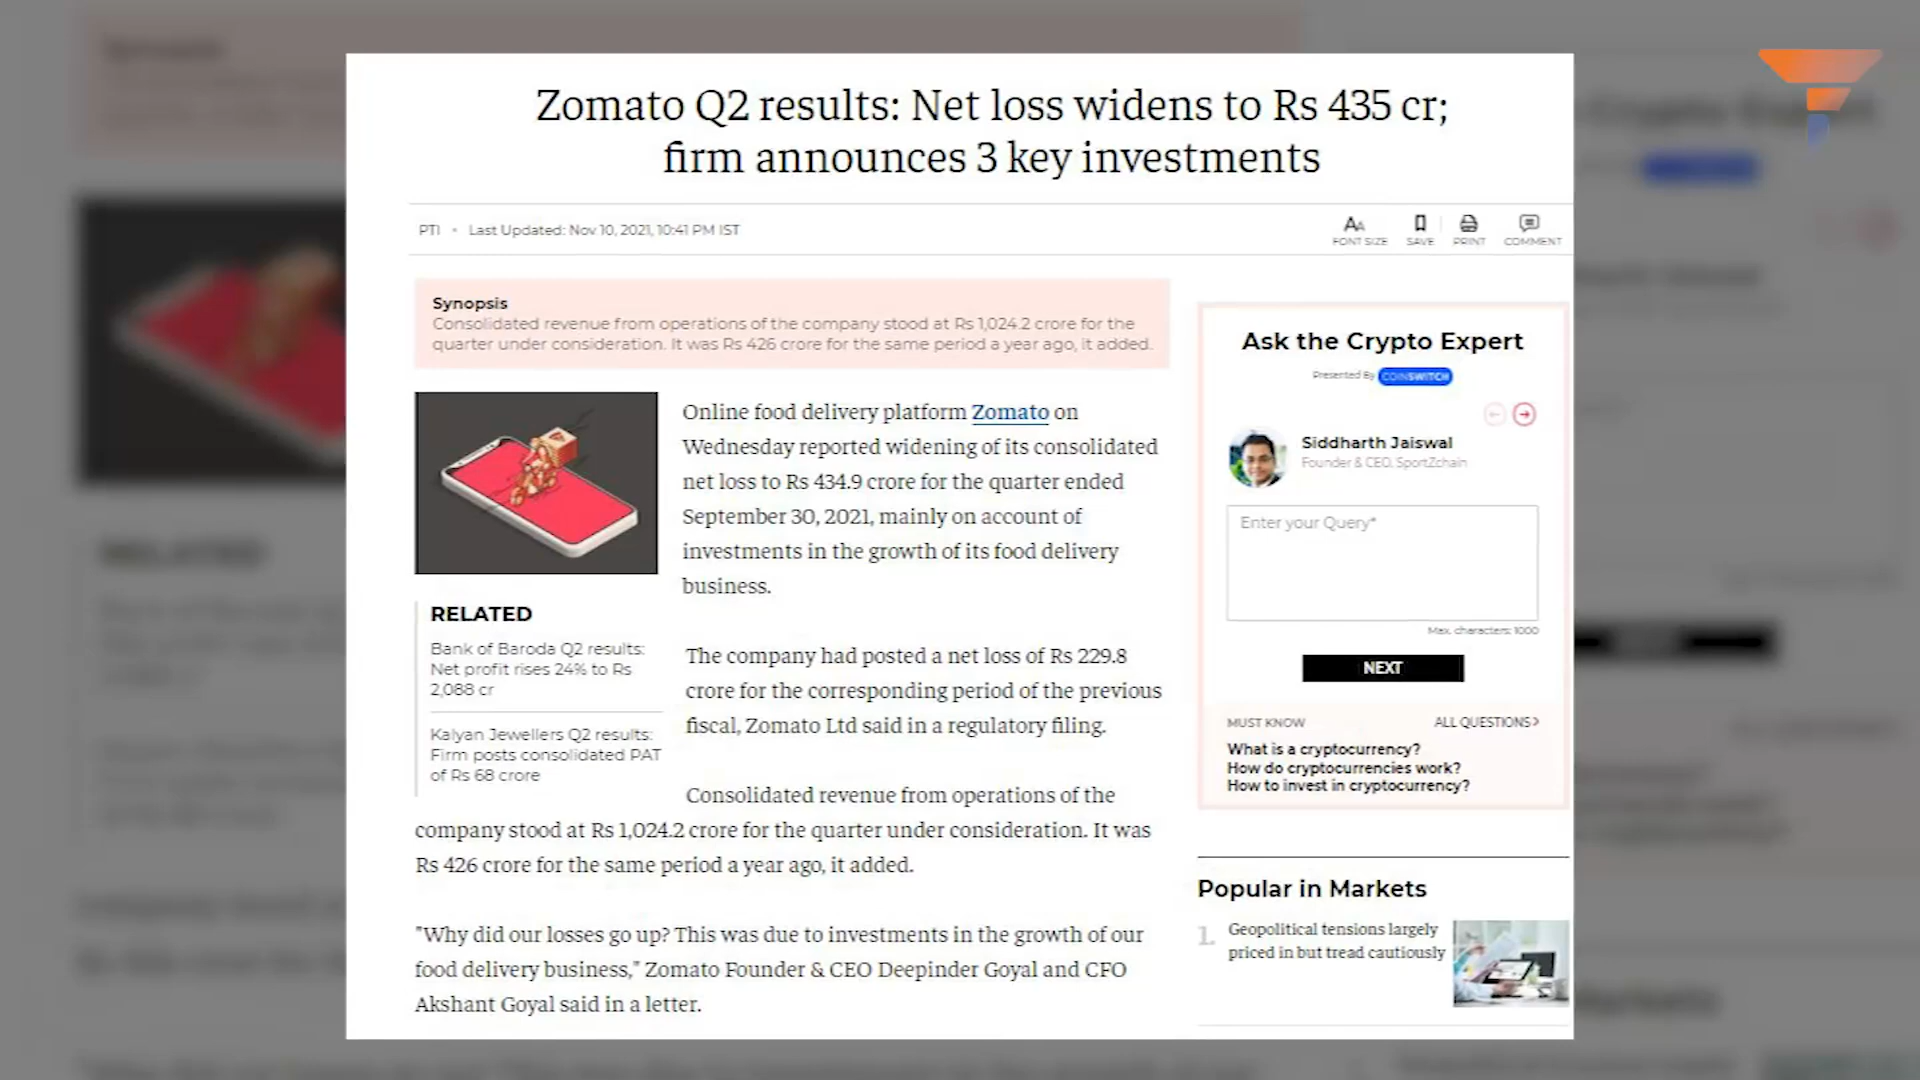 Zomato Q2 results: Net loss widens to Rs 435 cr;
firm announces 3 key investments
PTI • Last Updated: Nov 10, 2021, 10:41 PM IST
AA
FONT SIZE
SAVE
PRINT
COMMENT
Synopsis
Consolidated revenue from operations of the company stood at Rs 1,024.2 crore for the
quarter under consideration. It was Rs 426 crore for the same period a year ago, it added.
Online food delivery platform Zomato on
Wednesday reported widening of its consolidated
net loss to Rs 434.9 crore for the quarter ended
September 30, 2021, mainly on account of
investments in the growth of its food delivery
business.
RELATED
Bank of Baroda Q2 results:
Net profit rises 24% to Rs
2,088 cr
Kalyan Jewellers Q2 results:
Firm posts consolidated PAT
of Rs 68 crore
The company had posted a net loss of Rs 229.8
crore for the corresponding period of the previous
fiscal, Zomato Ltd said in a regulatory filing.
Consolidated revenue from operations of the
company stood at Rs 1,024.2 crore for the quarter under consideration. It was
Rs 426 crore for the same period a year ago, it added.
"Why did our losses go up? This was due to investments in the growth of our
food delivery business," Zomato Founder & CEO Deepinder Goyal and CFO
Akshant Goyal said in a letter.
Ask the Crypto Expert
Presented By COINSWITCH
Siddharth Jaiswal
Founder & CEO, SportZchain
Enter your Query*
Max. characters: 1000
NEXT
MUST KNOW
ALL QUESTIONS>
What is a cryptocurrency?
How do cryptocurrencies work?
How to invest in cryptocurrency?
Popular in Markets
1. Geopolitical tensions largely
priced in but tread cautiously